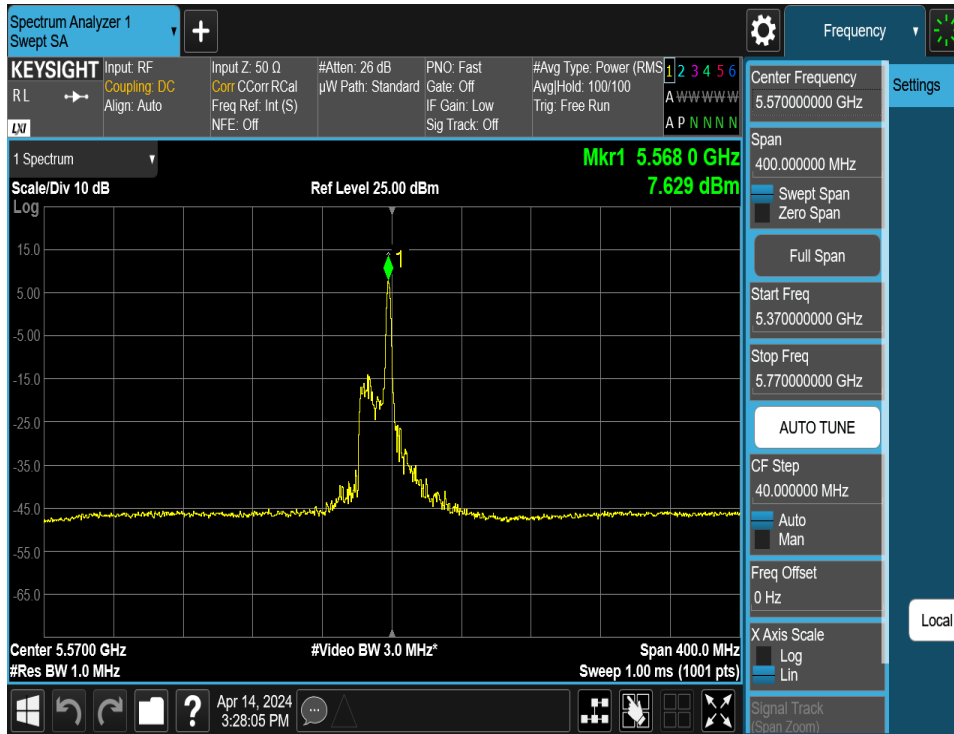 Spectrum Analyzer 1
Swept SA
+
Frequency
KEYSIGHT
R L
LXI
Input: RF
Coupling: DC
Align: Auto
Input Z: 50 Ω
Corr CCorr RCal
Freq Ref: Int (S)
NFE: Off
#Atten: 26 dB
µW Path: Standard
PNO: Fast
Gate: Off
IF Gain: Low
Sig Track: Off
#Avg Type: Power (RMS
Avg|Hold: 100/100
Trig: Free Run
1 2 3 4 5 6
A W W W W W
A P N N N N
1 Spectrum
Mkr1 5.568 0 GHz
7.629 dBm
Scale/Div 10 dB
Ref Level 25.00 dBm
Log
1
15.0
5.00
-5.00
-15.0
-25.0
-35.0
-45.0
-55.0
-65.0
Center 5.5700 GHz
#Video BW 3.0 MHz*
Span 400.0 MHz
#Res BW 1.0 MHz
Sweep 1.00 ms (1001 pts)
Center Frequency
5.570000000 GHz
Span
400.000000 MHz
Swept Span
Zero Span
Full Span
Start Freq
5.370000000 GHz
Stop Freq
5.770000000 GHz
AUTO TUNE
CF Step
40.000000 MHz
Auto
Man
Freq Offset
0 Hz
X Axis Scale
Log
Lin
Signal Track
(Span Zoom)
Settings
Local
?
Apr 14, 2024
3:28:05 PM